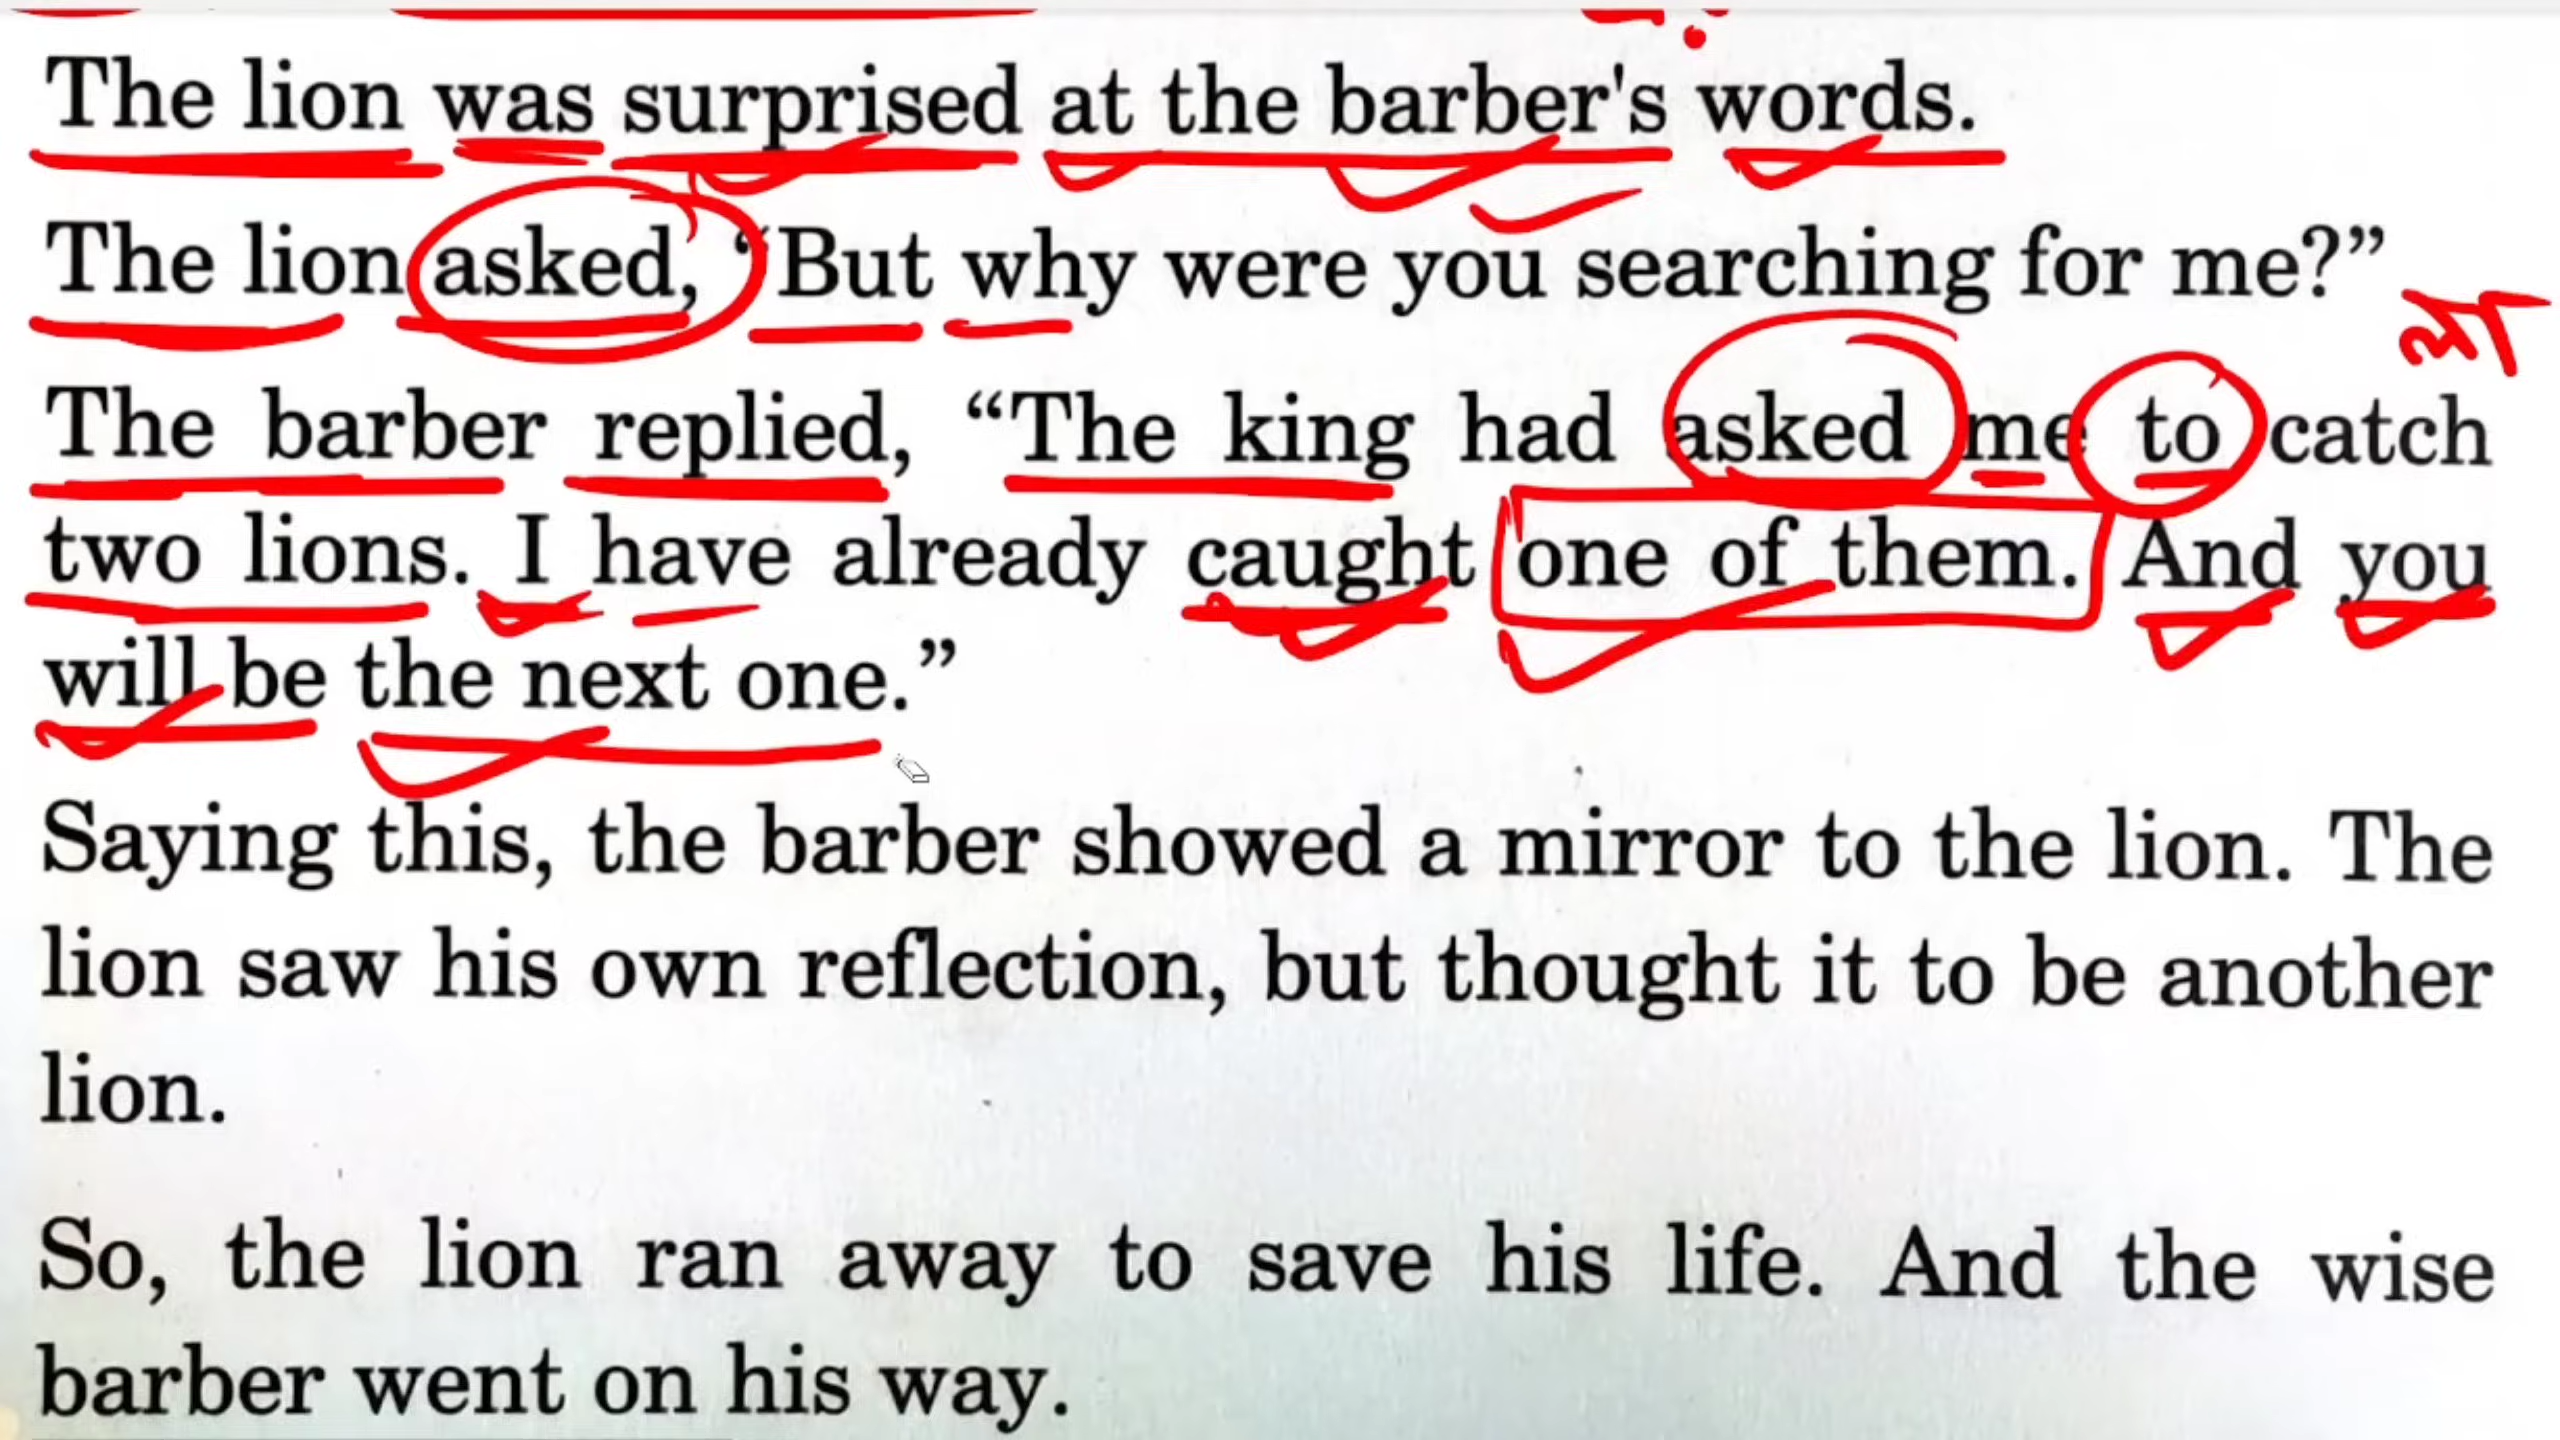 The lion was surprised at the barber's words.
The lion asked, “But why were you searching for me?”
The barber replied, “The king had asked me to catch
two lions. I have already caught one of them. And you
will be the next one.”
Saying this, the barber showed a mirror to the lion. The
lion saw his own reflection, but thought it to be another
lion.
So, the lion ran away to save his life. And the wise
barber went on his way.